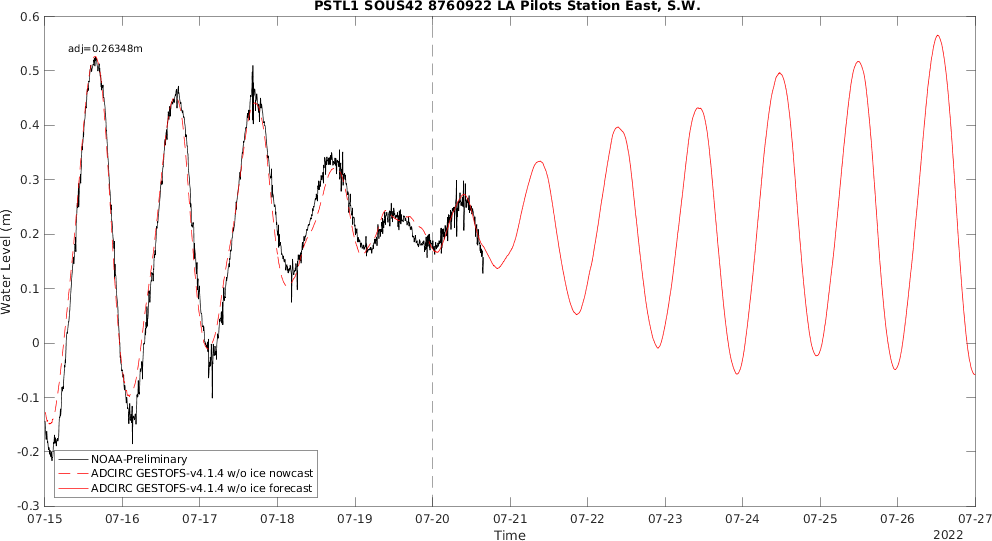 PSTL1 SOUS42 8760922 LA Pilots Station East, S.W.
adj=0.26348m
0.6
0.5
0.4
0.3
0.2
0.1
0
-0.1
-0.2
-0.3
Water Level (m)
NOAA-Preliminary
ADCIRC GESTOFS-v4.1.4 w/o ice nowcast
ADCIRC GESTOFS-v4.1.4 w/o ice forecast
07-15 07-16 07-17 07-18 07-19 07-20 07-21 07-22 07-23 07-24 07-25 07-26 07-27
Time
2022